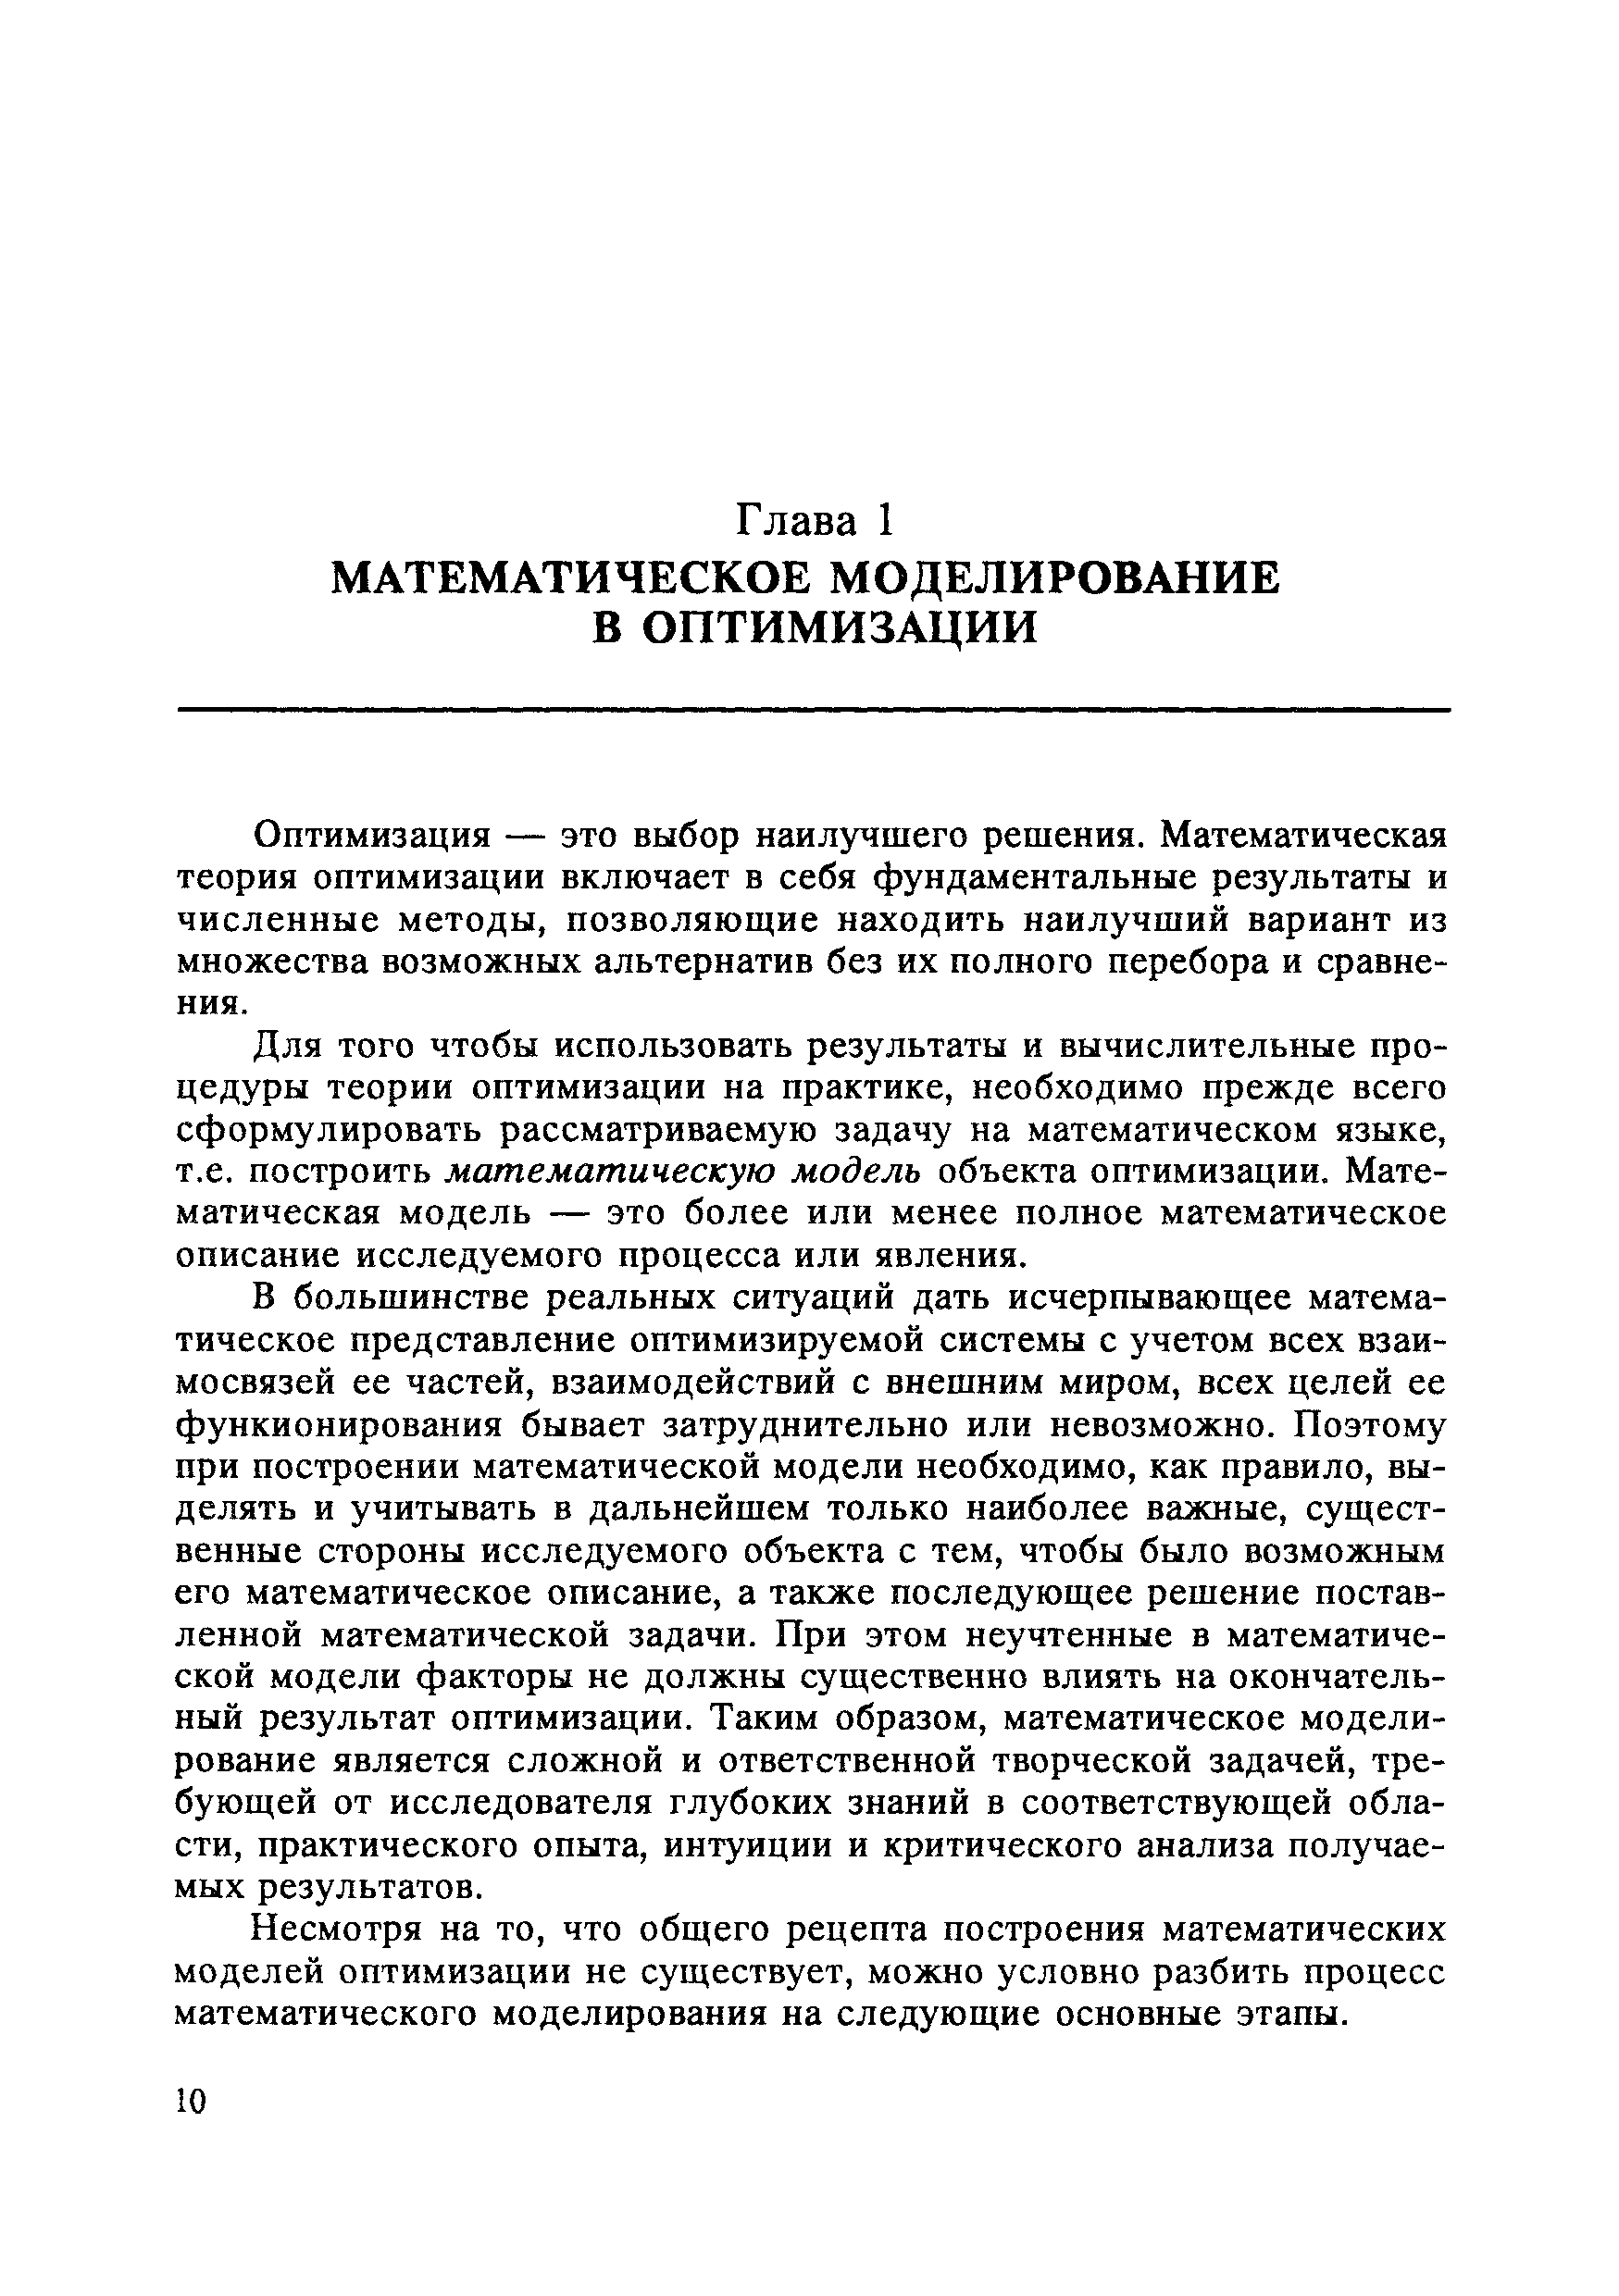 Глава 1
МАТЕМАТИЧЕСКОЕ МОДЕЛИРОВАНИЕ
В ОПТИМИЗАЦИИ
Оптимизация — это выбор наилучшего решения. Математическая
теория оптимизации включает в себя фундаментальные результаты и
численные методы, позволяющие находить наилучший вариант из
множества возможных альтернатив без их полного перебора и сравне-
ния.
Для того чтобы использовать результаты и вычислительные про-
цедуры теории оптимизации на практике, необходимо прежде всего
сформулировать рассматриваемую задачу на математическом языке,
т.е. построить математическую модель объекта оптимизации. Мате-
матическая модель — это более или менее полное математическое
описание исследуемого процесса или явления.
В большинстве реальных ситуаций дать исчерпывающее матема-
тическое представление оптимизируемой системы с учетом всех взаи-
мосвязей ее частей, взаимодействий с внешним миром, всех целей ее
функионирования бывает затруднительно или невозможно. Поэтому
при построении математической модели необходимо, как правило, вы-
делять и учитывать в дальнейшем только наиболее важные, сущест-
венные стороны исследуемого объекта с тем, чтобы было возможным
его математическое описание, а также последующее решение постав-
ленной математической задачи. При этом неучтенные в математиче-
ской модели факторы не должны существенно влиять на окончатель-
ный результат оптимизации. Таким образом, математическое модели-
рование является сложной и ответственной творческой задачей, тре-
бующей от исследователя глубоких знаний в соответствующей обла-
сти, практического опыта, интуиции и критического анализа получае-
мых результатов.
Несмотря на то, что общего рецепта построения математических
моделей оптимизации не существует, можно условно разбить процесс
математического моделирования на следующие основные этапы.
10